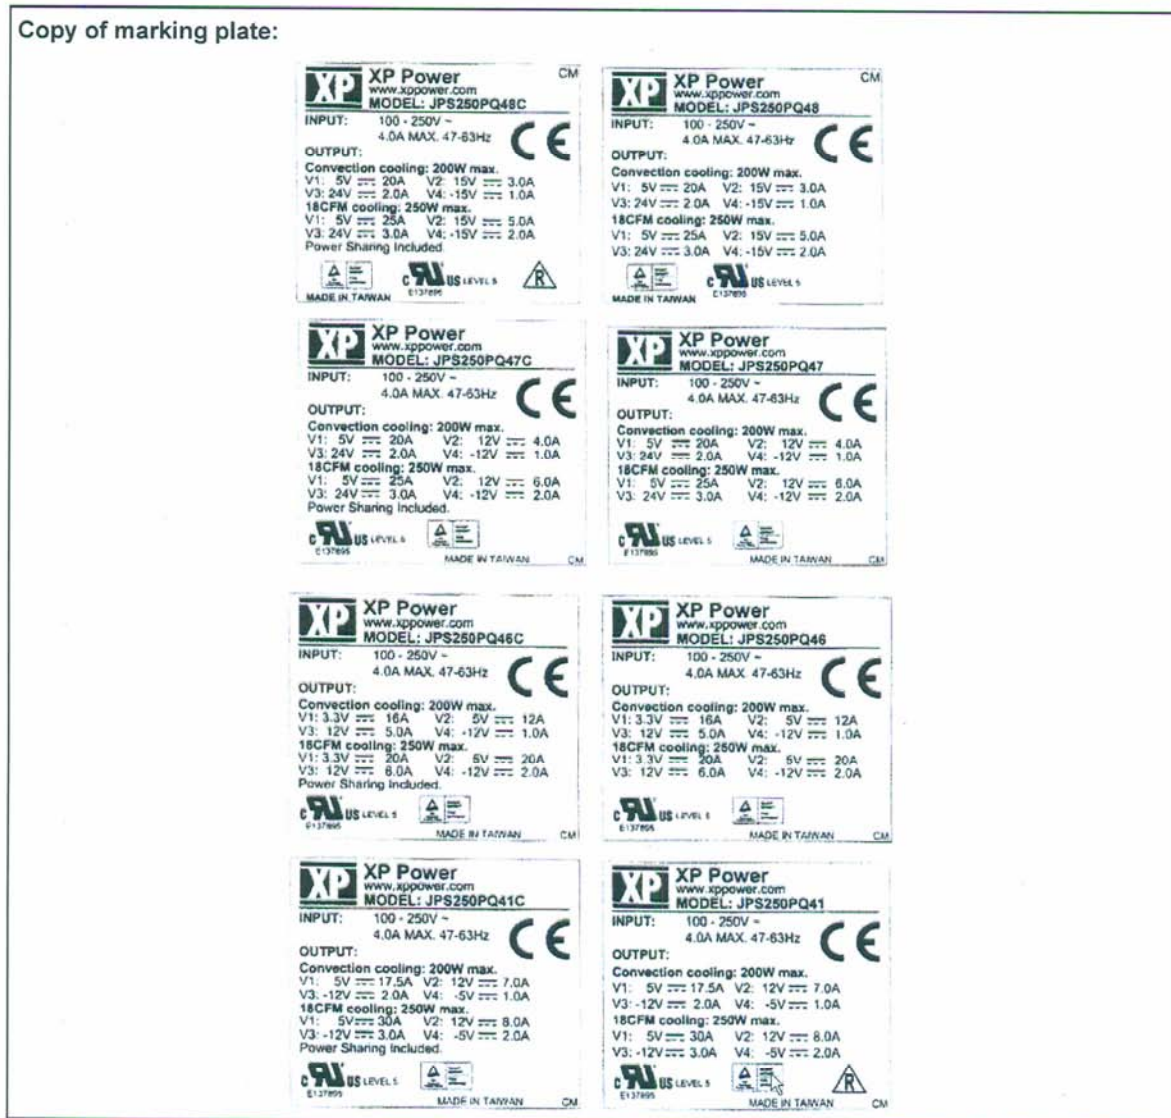 Copy of marking plate:
XP XP Power CM
www.xppower.com
MODEL: JPS250PQ48C
INPUT: 100 - 250V ~
4.0A MAX. 47-63Hz
CE
OUTPUT:
Convection cooling: 200W max.
V1: 5V 20A V2: 15V 3.0A
V3: 24V 2.0A V4: -15V 1.0A
18CFM cooling: 250W max.
V1: 5V 25A V2: 15V 5.0A
V3: 24V 3.0A V4: -15V 2.0A
Power Sharing Included.
C RU US LEVEL 5 R
E137895
MADE IN TAIWAN
XP XP Power CM
www.xppower.com
MODEL: JPS250PQ48
INPUT: 100 - 250V ~
4.0A MAX. 47-63Hz
CE
OUTPUT:
Convection cooling: 200W max.
V1: 5V 20A V2: 15V 3.0A
V3: 24V 2.0A V4: -15V 1.0A
18CFM cooling: 250W max.
V1: 5V 25A V2: 15V 5.0A
V3: 24V 3.0A V4: -15V 2.0A
C RU US LEVEL 5
E137895
MADE IN TAIWAN
XP XP Power
www.xppower.com
MODEL: JPS250PQ47C
INPUT: 100 - 250V ~
4.0A MAX. 47-63Hz
CE
OUTPUT:
Convection cooling: 200W max.
V1: 5V 20A V2: 12V 4.0A
V3: 24V 2.0A V4: -12V 1.0A
18CFM cooling: 250W max.
V1: 5V 25A V2: 12V 6.0A
V3: 24V 3.0A V4: -12V 2.0A
Power Sharing Included.
C RU US LEVEL 5
E137895
MADE IN TAIWAN CM
XP XP Power
www.xppower.com
MODEL: JPS250PQ47
INPUT: 100 - 250V ~
4.0A MAX. 47-63Hz
CE
OUTPUT:
Convection cooling: 200W max.
V1: 5V 20A V2: 12V 4.0A
V3: 24V 2.0A V4: -12V 1.0A
18CFM cooling: 250W max.
V1: 5V 25A V2: 12V 6.0A
V3: 24V 3.0A V4: -12V 2.0A
C RU US LEVEL 5
E137895
MADE IN TAIWAN CM
XP XP Power
www.xppower.com
MODEL: JPS250PQ46C
INPUT: 100 - 250V ~
4.0A MAX. 47-63Hz
CE
OUTPUT:
Convection cooling: 200W max.
V1: 3.3V 16A V2: 5V 12A
V3: 12V 5.0A V4: -12V 1.0A
18CFM cooling: 250W max.
V1: 3.3V 20A V2: 5V 20A
V3: 12V 6.0A V4: -12V 2.0A
Power Sharing Included.
C RU US LEVEL 5
E137895
MADE IN TAIWAN CM
XP XP Power
www.xppower.com
MODEL: JPS250PQ46
INPUT: 100 - 250V ~
4.0A MAX. 47-63Hz
CE
OUTPUT:
Convection cooling: 200W max.
V1: 3.3V 16A V2: 5V 12A
V3: 12V 5.0A V4: -12V 1.0A
18CFM cooling: 250W max.
V1: 3.3V 20A V2: 5V 20A
V3: 12V 6.0A V4: -12V 2.0A
C RU US LEVEL 5
E137895
MADE IN TAIWAN CM
XP XP Power
www.xppower.com
MODEL: JPS250PQ41C
INPUT: 100 - 250V ~
4.0A MAX. 47-63Hz
CE
OUTPUT:
Convection cooling: 200W max.
V1: 5V 17.5A V2: 12V 7.0A
V3: -12V 2.0A V4: -5V 1.0A
18CFM cooling: 250W max.
V1: 5V 30A V2: 12V 8.0A
V3: -12V 3.0A V4: -5V 2.0A
Power Sharing Included.
C RU US LEVEL 5
E137895
MADE IN TAIWAN CM
XP XP Power
www.xppower.com
MODEL: JPS250PQ41
INPUT: 100 - 250V ~
4.0A MAX. 47-63Hz
CE
OUTPUT:
Convection cooling: 200W max.
V1: 5V 17.5A V2: 12V 7.0A
V3: -12V 2.0A V4: -5V 1.0A
18CFM cooling: 250W max.
V1: 5V 30A V2: 12V 8.0A
V3: -12V 3.0A V4: -5V 2.0A
C RU US LEVEL 5 R
E137895
MADE IN TAIWAN CM